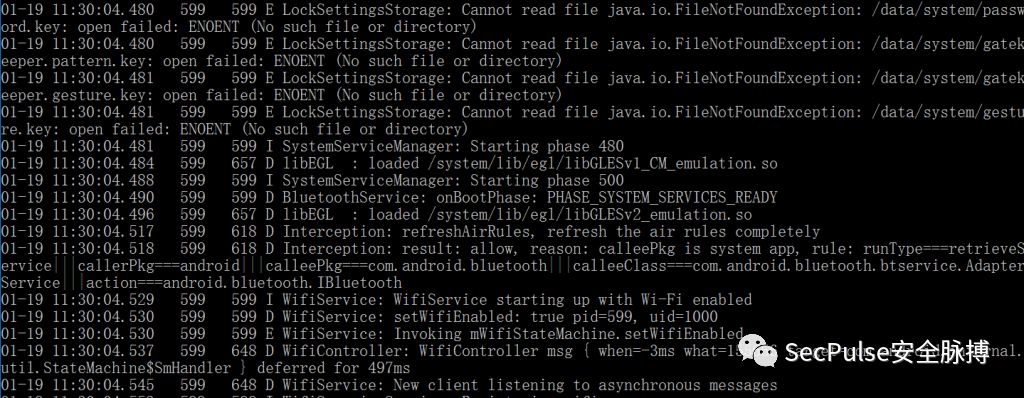 01-19 11:30:04.480   599   599 E LockSettingsStorage: Cannot read file java.io.FileNotFoundException: /data/system/passw
ord.key: open failed: ENOENT (No such file or directory)
01-19 11:30:04.480   599   599 E LockSettingsStorage: Cannot read file java.io.FileNotFoundException: /data/system/gatek
eeper.pattern.key: open failed: ENOENT (No such file or directory)
01-19 11:30:04.481   599   599 E LockSettingsStorage: Cannot read file java.io.FileNotFoundException: /data/system/gatek
eeper.gesture.key: open failed: ENOENT (No such file or directory)
01-19 11:30:04.481   599   599 E LockSettingsStorage: Cannot read file java.io.FileNotFoundException: /data/system/gestu
re.key: open failed: ENOENT (No such file or directory)
01-19 11:30:04.481   599   599 I SystemServiceManager: Starting phase 480
01-19 11:30:04.484   599   657 D libEGL  : loaded /system/lib/egl/libGLESv1_CM_emulation.so
01-19 11:30:04.488   599   599 I SystemServiceManager: Starting phase 500
01-19 11:30:04.490   599   599 D BluetoothService: onBootPhase: PHASE_SYSTEM_SERVICES_READY
01-19 11:30:04.496   599   657 D libEGL  : loaded /system/lib/egl/libGLESv2_emulation.so
01-19 11:30:04.517   599   618 D Interception: refreshAirRules, refresh the air rules completely
01-19 11:30:04.518   599   618 D Interception: result: allow, reason: calleePkg is system app, rule: runType===retrieveS
ervice|||callerPkg===android|||calleePkg===com.android.bluetooth|||calleeClass===com.android.bluetooth.btservice.Adapter
Service|||action===android.bluetooth.IBluetooth
01-19 11:30:04.529   599   599 I WifiService: WifiService starting up with Wi-Fi enabled
01-19 11:30:04.530   599   599 D WifiService: setWifiEnabled: true pid=599, uid=1000
01-19 11:30:04.530   599   599 E WifiService: Invoking mWifiStateMachine.setWifiEnabled
01-19 11:30:04.537   599   648 D WifiController: WifiController msg { when=-3ms
util.StateMachine$SmHandler } deferred for 497ms
01-19 11:30:04.545   599   648 D WifiService: New client listening to asynchronous messages
SecPulse安全脉搏